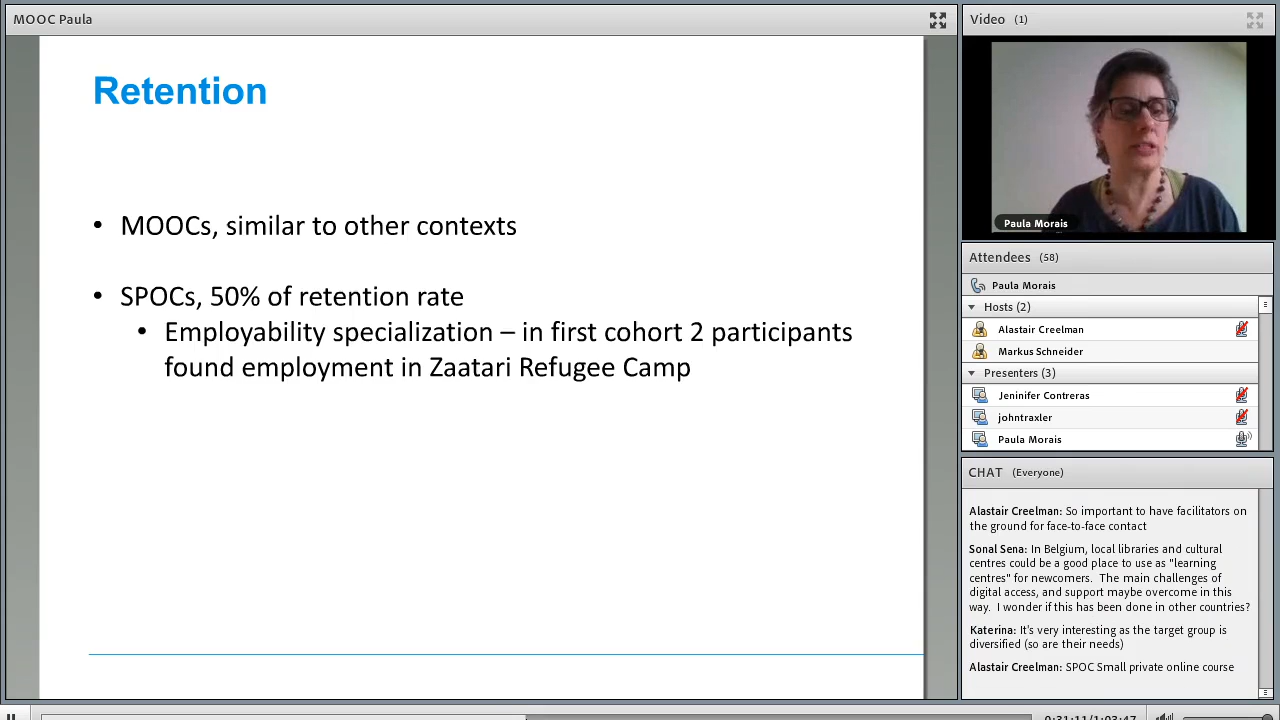 MOOC Paula
Retention
• MOOCs, similar to other contexts
• SPOCs, 50% of retention rate
• Employability specialization – in first cohort 2 participants
found employment in Zaatari Refugee Camp
Video (1)
Paula Morais
Attendees (58)
Paula Morais
Hosts (2)
Alastair Creelman
Markus Schneider
Presenters (3)
Jeninifer Contreras
johntraxler
Paula Morais
CHAT (Everyone)
Alastair Creelman: So important to have facilitators on
the ground for face-to-face contact
Sonal Sena: In Belgium, local libraries and cultural
centres could be a good place to use as "learning
centres" for newcomers. The main challenges of
digital access, and support maybe overcome in this
way. I wonder if this has been done in other countries?
Katerina: It's very interesting as the target group is
diversified (so are their needs)
Alastair Creelman: SPOC Small private online course
0:31:11/1:03:47